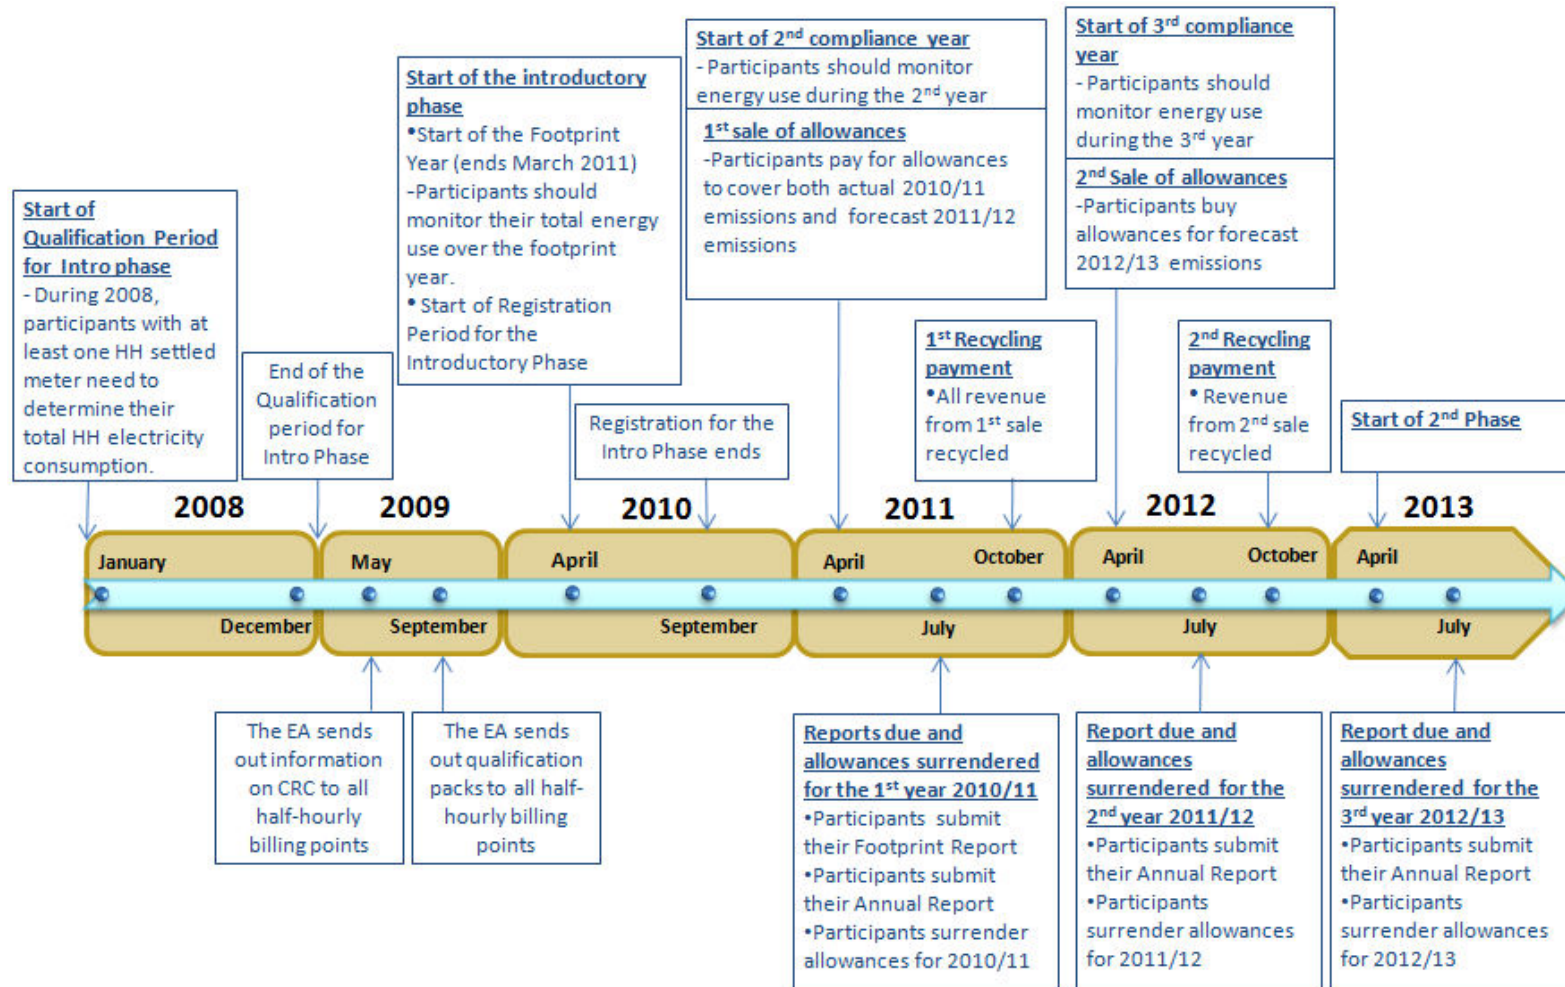 Start of
Qualification Period
for Intro phase
- During 2008,
participants with at
least one HH settled
meter need to
determine their
total HH electricity
consumption.
End of the
Qualification
period for
Intro Phase
Start of the introductory
phase
•Start of the Footprint
Year (ends March 2011)
-Participants should
monitor their total energy
use over the footprint
year.
• Start of Registration
Period for the
Introductory Phase
Registration for the
Intro Phase ends
Start of 2nd compliance year
- Participants should monitor
energy use during the 2nd year
1st sale of allowances
-Participants pay for allowances
to cover both actual 2010/11
emissions and forecast 2011/12
emissions
1st Recycling
payment
•All revenue
from 1st sale
recycled
Start of 3rd compliance
year
- Participants should
monitor energy use
during the 3rd year
2nd Sale of allowances
-Participants buy
allowances for forecast
2012/13 emissions
2nd Recycling
payment
• Revenue
from 2nd sale
recycled
Start of 2nd Phase
2008
2009
2010
2011
2012
2013
January
May
April
April
October
April
October
April
December
September
September
July
July
July
The EA sends
out information
on CRC to all
half-hourly
billing points
The EA sends
out qualification
packs to all half-
hourly billing
points
Reports due and
allowances surrendered
for the 1st year 2010/11
•Participants submit
their Footprint Report
•Participants submit
their Annual Report
•Participants surrender
allowances for 2010/11
Report due and
allowances
surrendered for the
2nd year 2011/12
•Participants submit
their Annual Report
•Participants
surrender allowances
for 2011/12
Report due and
allowances
surrendered for the
3rd year 2012/13
•Participants submit
their Annual Report
•Participants
surrender allowances
for 2012/13